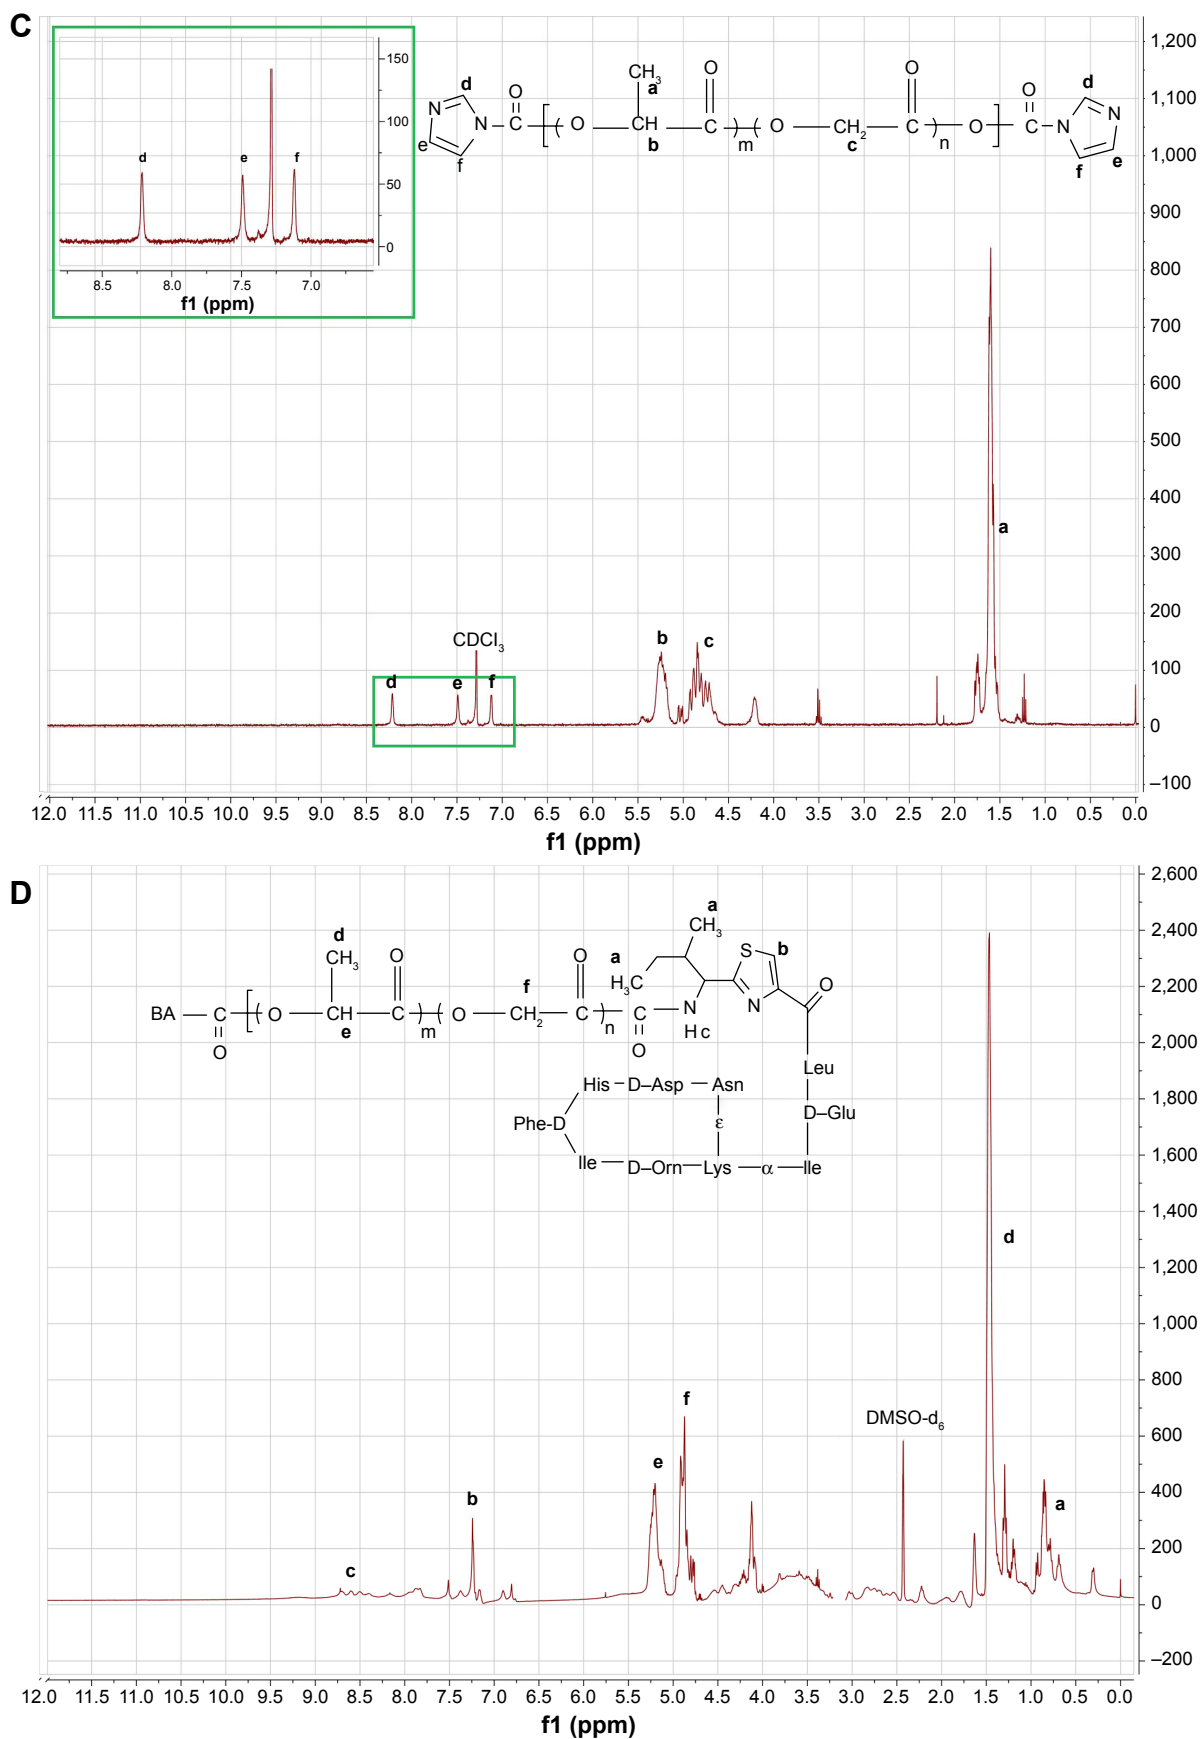 C
d
e
f
150
100
50
0
8.5 8.0 7.5 7.0
f1 (ppm)
CH3
a
O O O O
d d
N N C O CH C O CH2 C O C N N
b m c n
e f f e
1,200
1,100
1,000
900
800
700
600
500
400
300
200
100
0
–100
a
b
c
CDCl3
d e f
12.0 11.5 11.0 10.5 10.0 9.5 9.0 8.5 8.0 7.5 7.0 6.5 6.0 5.5 5.0 4.5 4.0 3.5 3.0 2.5 2.0 1.5 1.0 0.5 0.0
f1 (ppm)
D
a
CH3
d
CH3 O O a H3C S b
f
BA C O CH C O CH2 C C N N O
O e m n O H c
Leu
His D–Asp Asn
D–Glu
Phe-D ε
Ile D–Orn Lys α Ile
2,600
2,400
2,200
2,000
1,800
1,600
1,400
1,200
1,000
800
600
400
200
0
–200
d
f
DMSO-d6
e
b
a
c
12.0 11.5 11.0 10.5 10.0 9.5 9.0 8.5 8.0 7.5 7.0 6.5 6.0 5.5 5.0 4.5 4.0 3.5 3.0 2.5 2.0 1.5 1.0 0.5 0.0
f1 (ppm)